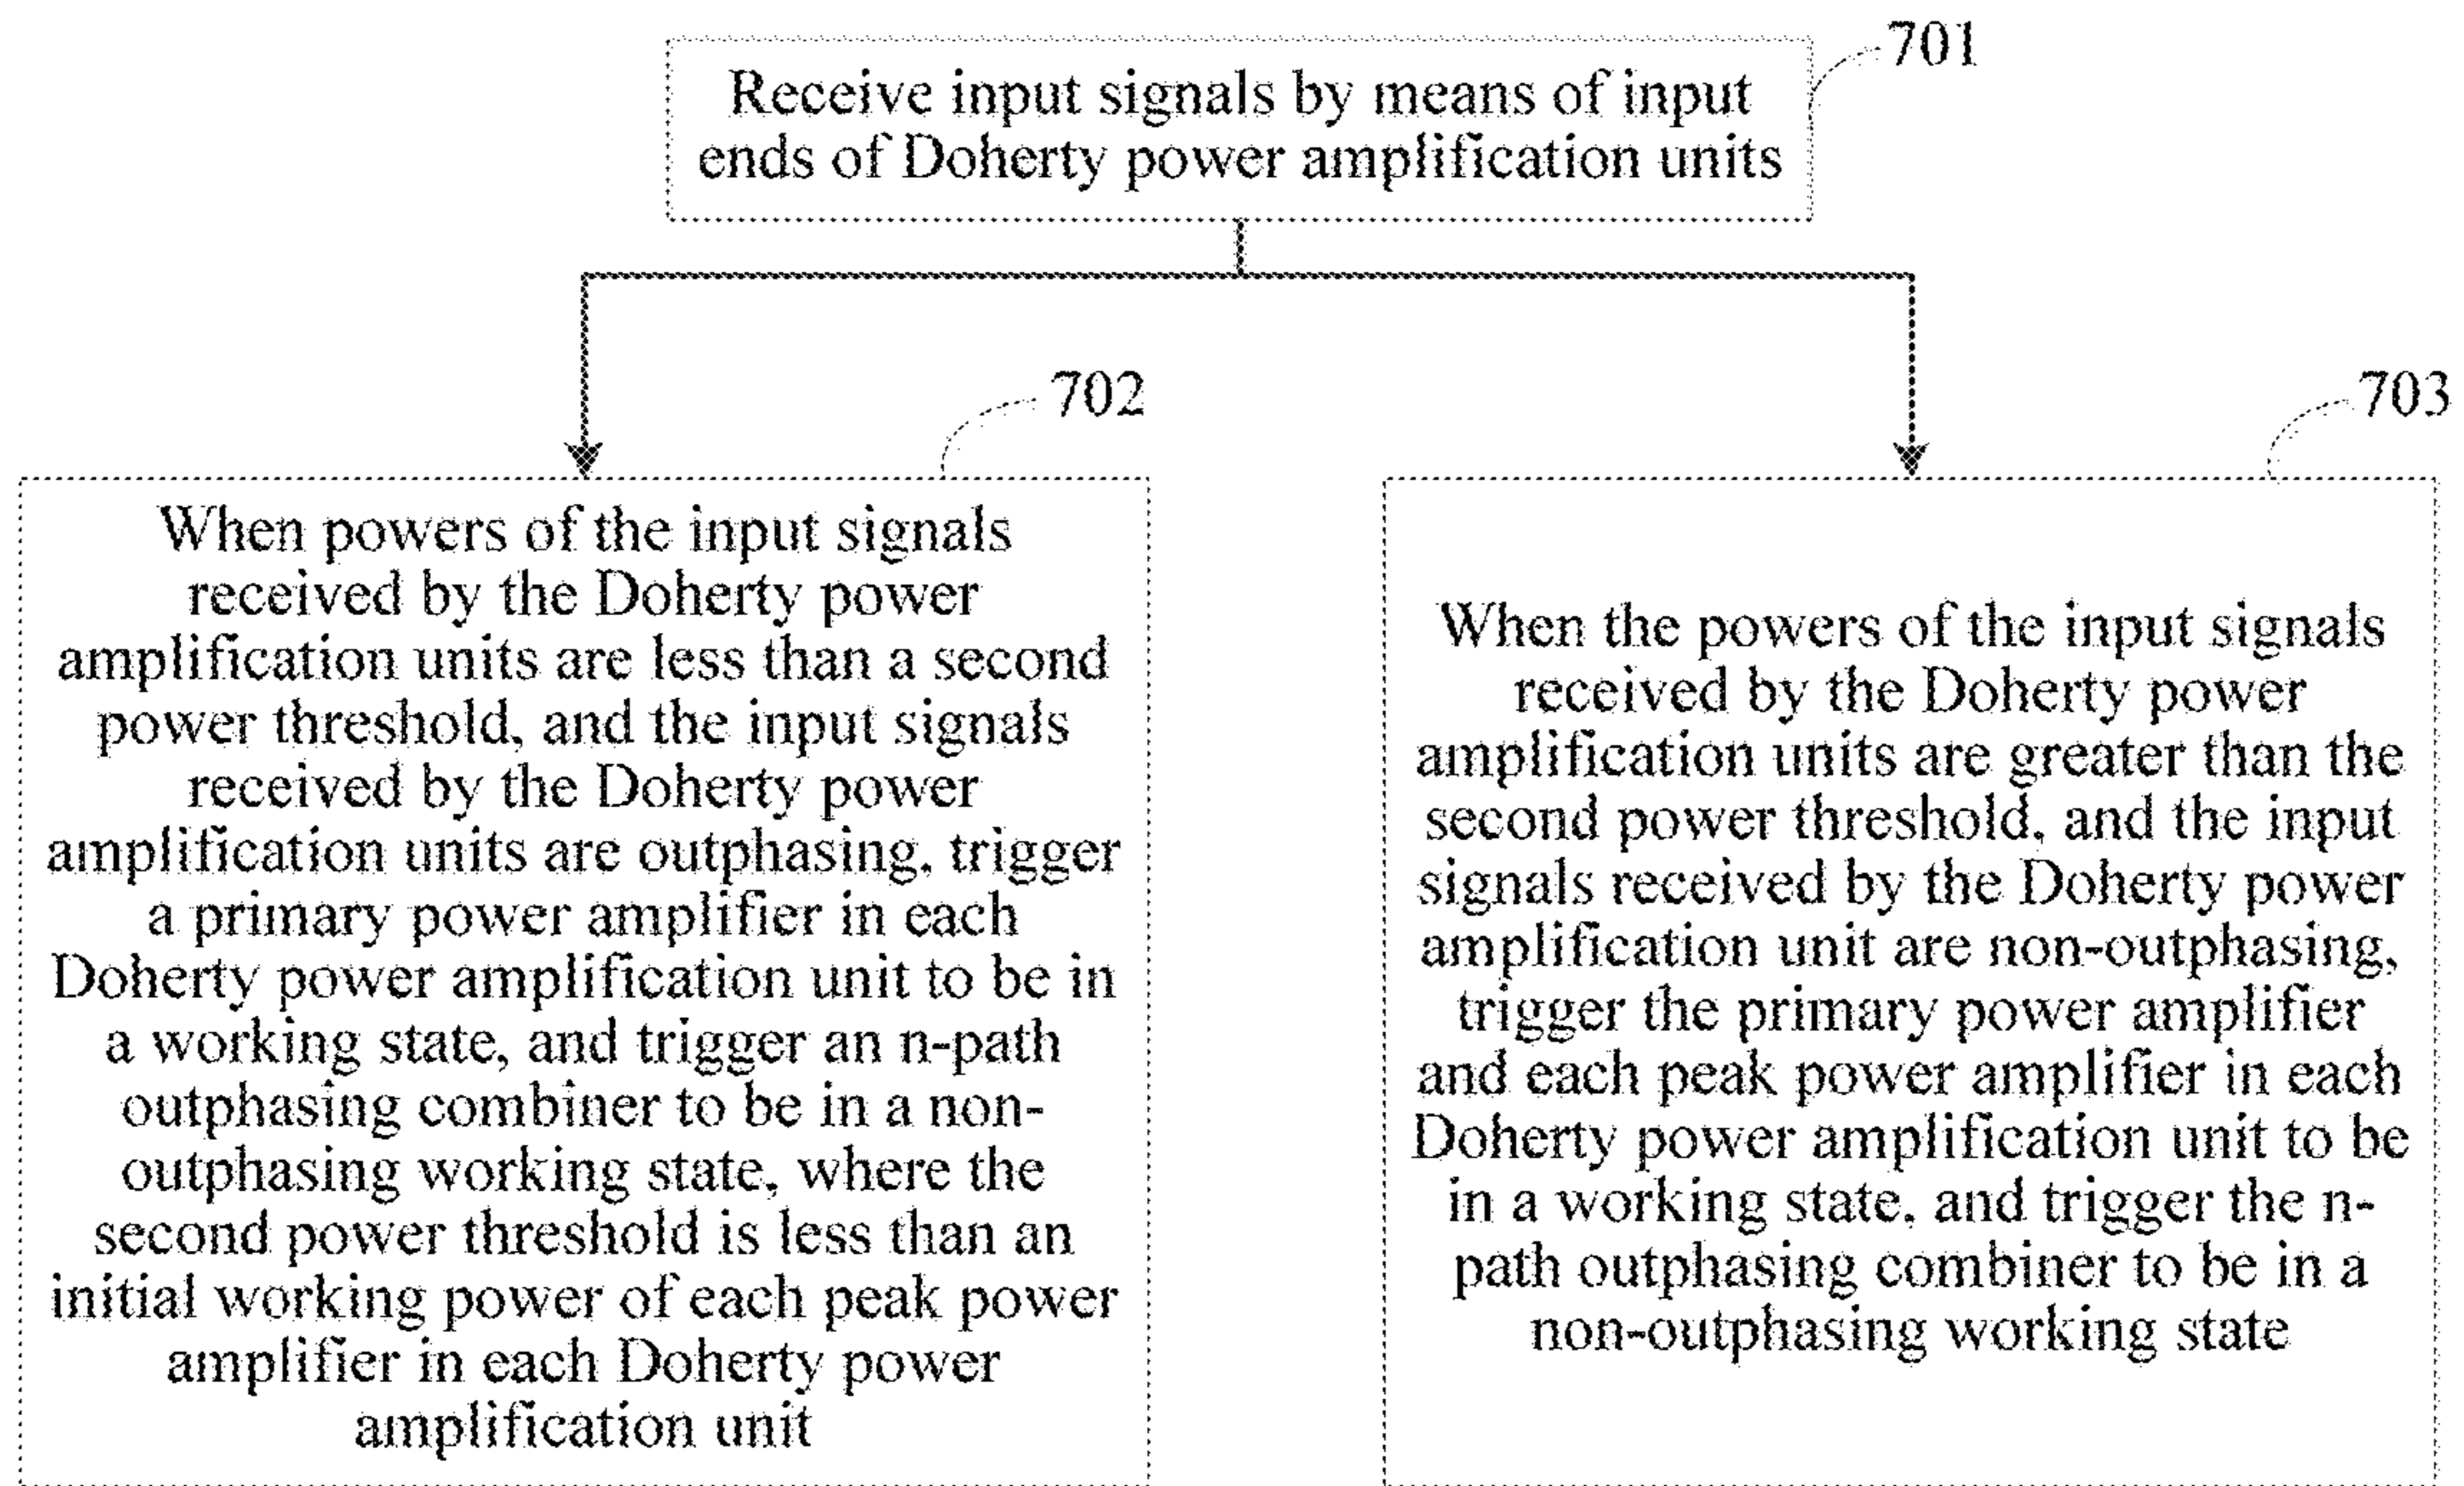 701
Receive input signals by means of input
ends of Doherty power amplification units
702
When powers of the input signals
received by the Doherty power
amplification units are less than a second
power threshold, and the input signals
received by the Doherty power
amplification units are outphasing, trigger
a primary power amplifier in each
Doherty power amplification unit to be in
a working state, and trigger an n-path
outphasing combiner to be in a non-
outphasing working state, where the
second power threshold is less than an
initial working power of each peak power
amplifier in each Doherty power
amplification unit
703
When the powers of the input signals
received by the Doherty power
amplification units are greater than the
second power threshold, and the input
signals received by the Doherty power
amplification unit are non-outphasing,
trigger the primary power amplifier
and each peak power amplifier in each
Doherty power amplification unit to be
in a working state, and trigger the n-
path outphasing combiner to be in a
non-outphasing working state